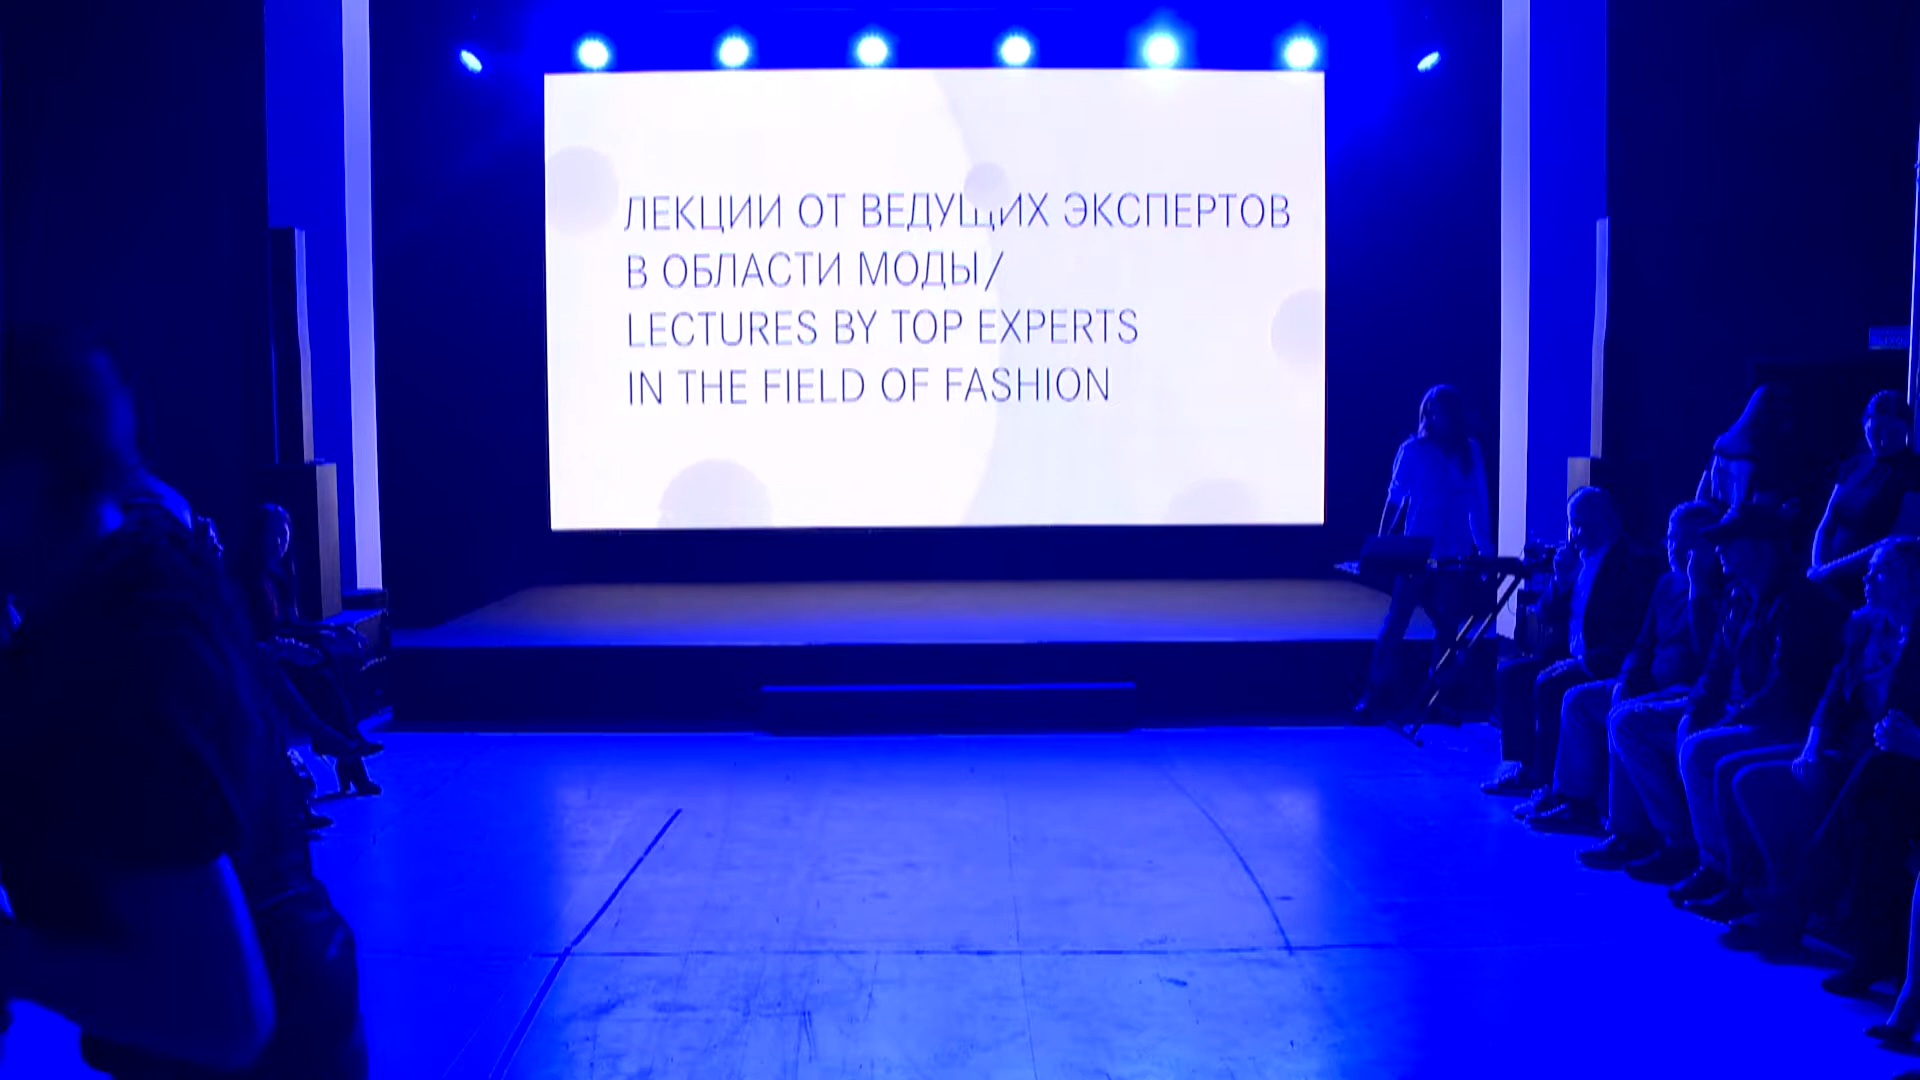 ЛЕКЦИИ ОТ ВЕДУЩИХ ЭКСПЕРТОВ
В ОБЛАСТИ МОДЫ/
LECTURES BY TOP EXPERTS
IN THE FIELD OF FASHION